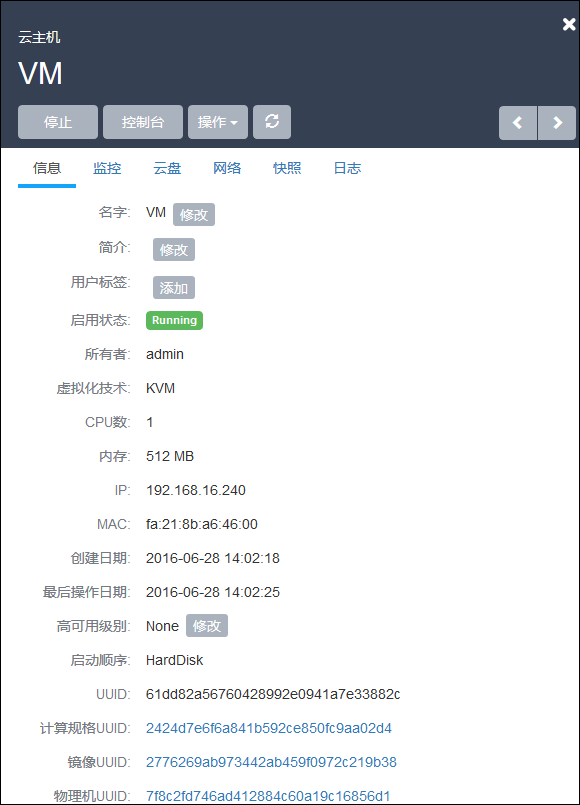 云主机
VM
停止 控制台 操作
信息 监控 云盘 网络 快照 日志
名字: VM 修改
简介: 修改
用户标签: 添加
启用状态: Running
所有者: admin
虚拟化技术: KVM
CPU数: 1
内存: 512 MB
IP: 192.168.16.240
MAC: fa:21:8b:a6:46:00
创建日期: 2016-06-28 14:02:18
最后操作日期: 2016-06-28 14:02:25
高可用级别: None 修改
启动顺序: HardDisk
UUID: 61dd82a56760428992e0941a7e33882c
计算规格UUID: 2424d7e6f6a841b592ce850fc9aa02d4
镜像UUID: 2776269ab973442ab459f0972c219b38
物理机UUID: 7f8c2fd746ad412884c60a19c16856d1